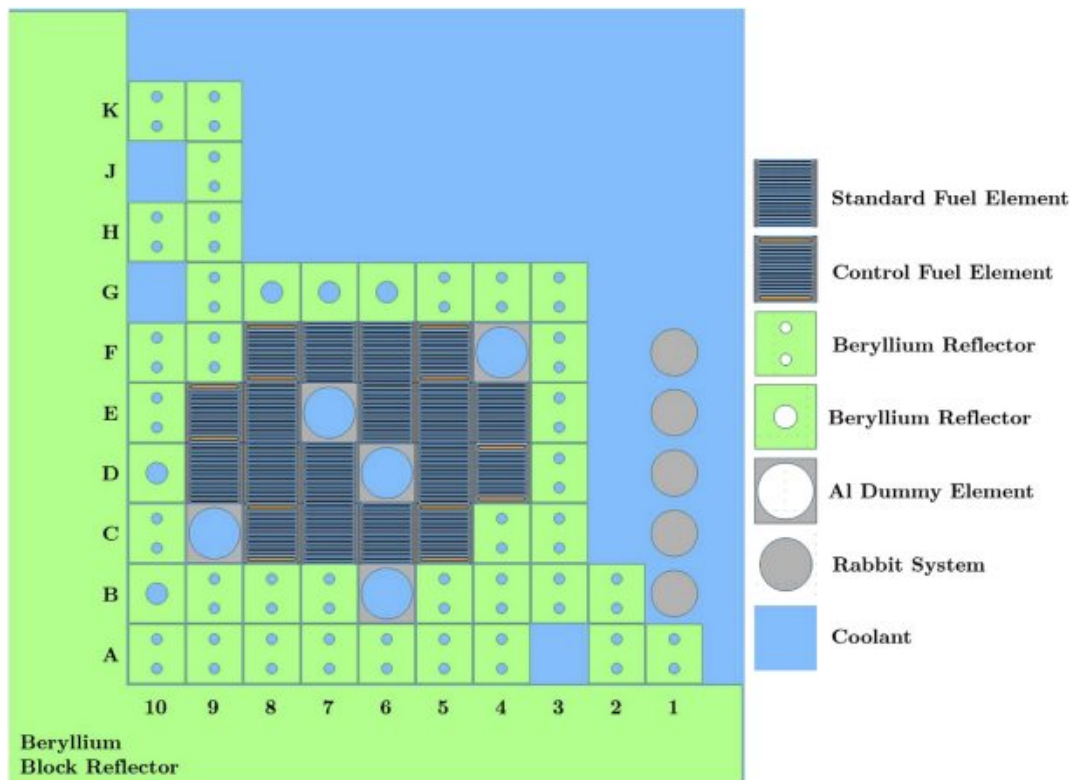 K
J
H
G
F
E
D
C
B
A
10 9 8 7 6 5 4 3 2 1
Beryllium
Block Reflector
Standard Fuel Element
Control Fuel Element
Beryllium Reflector
Beryllium Reflector
Al Dummy Element
Rabbit System
Coolant